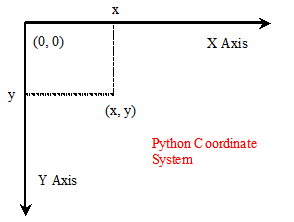 x
(0, 0)
X Axis
y
(x, y)
Python Coordinate
System
Y Axis